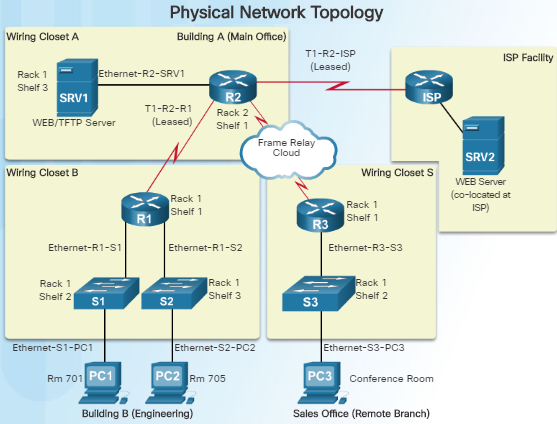 Physical Network Topology
Wiring Closet A
Building A (Main Office)
T1-R2-ISP
(Leased)
ISP Facility
Rack 1
Shelf 3
Ethernet-R2-SRV1
SRV1
WEB/TFTP Server
R2
Rack 2
Shelf 1
T1-R2-R1
(Leased)
ISP
SRV2
WEB Server
(co-located at
ISP)
Frame Relay
Cloud
Wiring Closet B
Wiring Closet S
R1
Rack 1
Shelf 1
R3
Rack 1
Shelf 1
Ethernet-R1-S1
Ethernet-R1-S2
Ethernet-R3-S3
Rack 1
Shelf 2
S1
S2
Rack 1
Shelf 3
S3
Rack 1
Shelf 2
Ethernet-S1-PC1
Ethernet-S2-PC2
Ethernet-S3-PC3
Rm 701
PC1
PC2
Rm 705
PC3
Conference Room
Building B (Engineering)
Sales Office (Remote Branch)